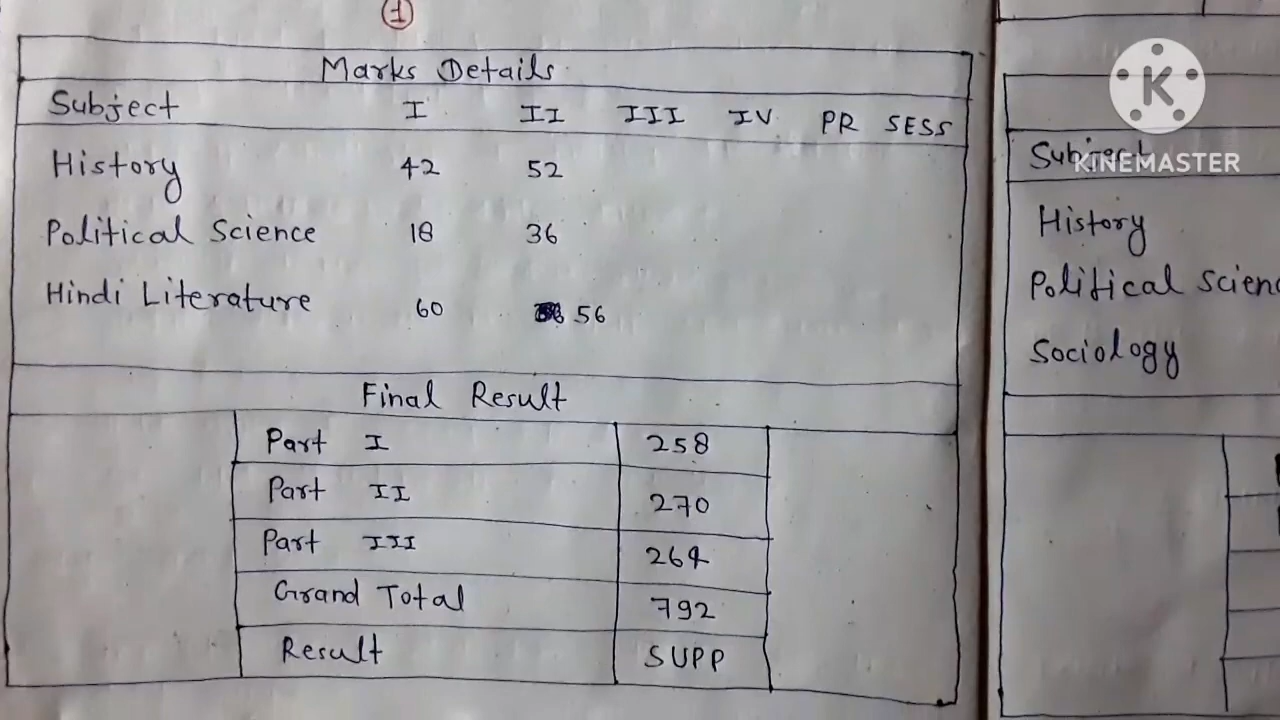 1
Marks Details
Subject I II III IV PR SESS
History 42 52
Political Science 18 36
Hindi Literature 60 56
Final Result
Part I 258
Part II 270
Part III 264
Grand Total 792
Result SUPP
K
KINEMASTER
Subject
History
Political Scienc
Sociology